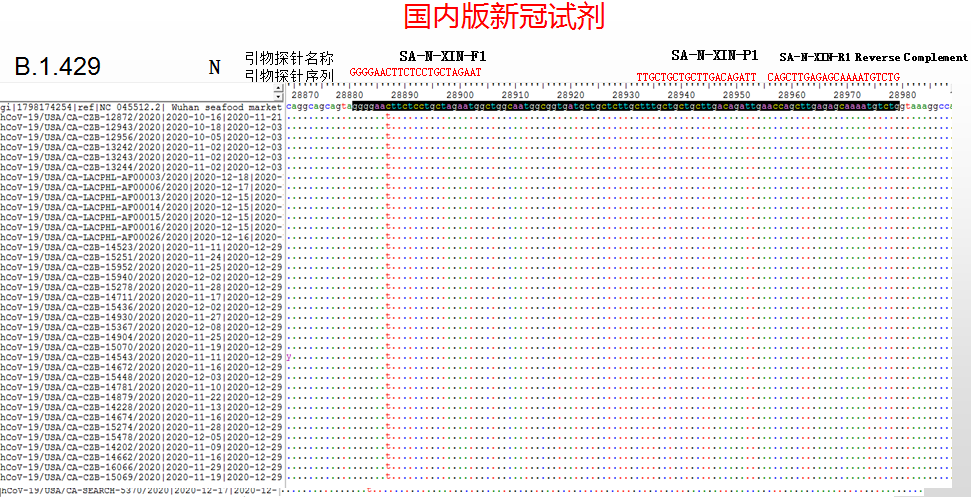 国内版新冠试剂
B.1.429
N
引物探针名称
SA-N-XIN-F1
SA-N-XIN-P1
SA-N-XIN-R1 Reverse Complement
引物探针序列
GGGGAACTTCTCCTGCTAGAAT
TTGCTGCTGCTTGACAGATT
CAGCTTGAGAGCAAAATGTCTG
28870 28880 28890 28900 28910 28920 28930 28940 28950 28960 28970 28980
gi|1798174254|ref|NC 045512.2| Wuhan seafood market
caggcagcagtaggggaacttctcctgctagaatggctggcaatggcggtgatgctgctcttgctttgctgctgcttgacagattgaaccagcttgagagcaaaatgtctggtaaaggcca
hCoV-19/USA/CA-CZB-12872/2020|2020-10-16|2020-11-21 t
hCoV-19/USA/CA-CZB-12943/2020|2020-10-18|2020-12-03 t
hCoV-19/USA/CA-CZB-12956/2020|2020-10-05|2020-12-03 t
hCoV-19/USA/CA-CZB-13242/2020|2020-11-02|2020-12-03 t
hCoV-19/USA/CA-CZB-13243/2020|2020-11-02|2020-12-03 t
hCoV-19/USA/CA-CZB-13244/2020|2020-11-02|2020-12-03 t
hCoV-19/USA/CA-LACPHL-AF00003/2020|2020-12-18|2020- t
hCoV-19/USA/CA-LACPHL-AF00006/2020|2020-12-17|2020- t
hCoV-19/USA/CA-LACPHL-AF00013/2020|2020-12-15|2020- t
hCoV-19/USA/CA-LACPHL-AF00014/2020|2020-12-15|2020- t
hCoV-19/USA/CA-LACPHL-AF00015/2020|2020-12-15|2020- t
hCoV-19/USA/CA-LACPHL-AF00016/2020|2020-12-15|2020- t
hCoV-19/USA/CA-LACPHL-AF00026/2020|2020-12-16|2020- t
hCoV-19/USA/CA-CZB-14523/2020|2020-11-11|2020-12-29 t
hCoV-19/USA/CA-CZB-15251/2020|2020-11-24|2020-12-29 t
hCoV-19/USA/CA-CZB-15952/2020|2020-11-25|2020-12-29 t
hCoV-19/USA/CA-CZB-15940/2020|2020-12-02|2020-12-29 t
hCoV-19/USA/CA-CZB-15278/2020|2020-11-28|2020-12-29 t
hCoV-19/USA/CA-CZB-14711/2020|2020-11-17|2020-12-29 t
hCoV-19/USA/CA-CZB-15436/2020|2020-12-02|2020-12-29 t
hCoV-19/USA/CA-CZB-14930/2020|2020-11-27|2020-12-29 t
hCoV-19/USA/CA-CZB-15367/2020|2020-12-08|2020-12-29 t
hCoV-19/USA/CA-CZB-14904/2020|2020-11-25|2020-12-29 t
hCoV-19/USA/CA-CZB-15070/2020|2020-11-19|2020-12-29 t
hCoV-19/USA/CA-CZB-14543/2020|2020-11-11|2020-12-29 y t
hCoV-19/USA/CA-CZB-14672/2020|2020-11-16|2020-12-29 t
hCoV-19/USA/CA-CZB-15448/2020|2020-12-03|2020-12-29 t
hCoV-19/USA/CA-CZB-14781/2020|2020-11-10|2020-12-29 t
hCoV-19/USA/CA-CZB-14879/2020|2020-11-22|2020-12-29 t
hCoV-19/USA/CA-CZB-14228/2020|2020-11-13|2020-12-29 t
hCoV-19/USA/CA-CZB-14674/2020|2020-11-16|2020-12-29 t
hCoV-19/USA/CA-CZB-15274/2020|2020-11-28|2020-12-29 t
hCoV-19/USA/CA-CZB-15478/2020|2020-12-05|2020-12-29 t
hCoV-19/USA/CA-CZB-14202/2020|2020-11-09|2020-12-29 t
hCoV-19/USA/CA-CZB-14662/2020|2020-11-16|2020-12-29 t
hCoV-19/USA/CA-CZB-16066/2020|2020-11-29|2020-12-29 t
hCoV-19/USA/CA-CZB-15069/2020|2020-11-19|2020-12-29 t
hCoV-19/USA/CA-SEARCH-5370/2020|2020-12-17|2020-12-